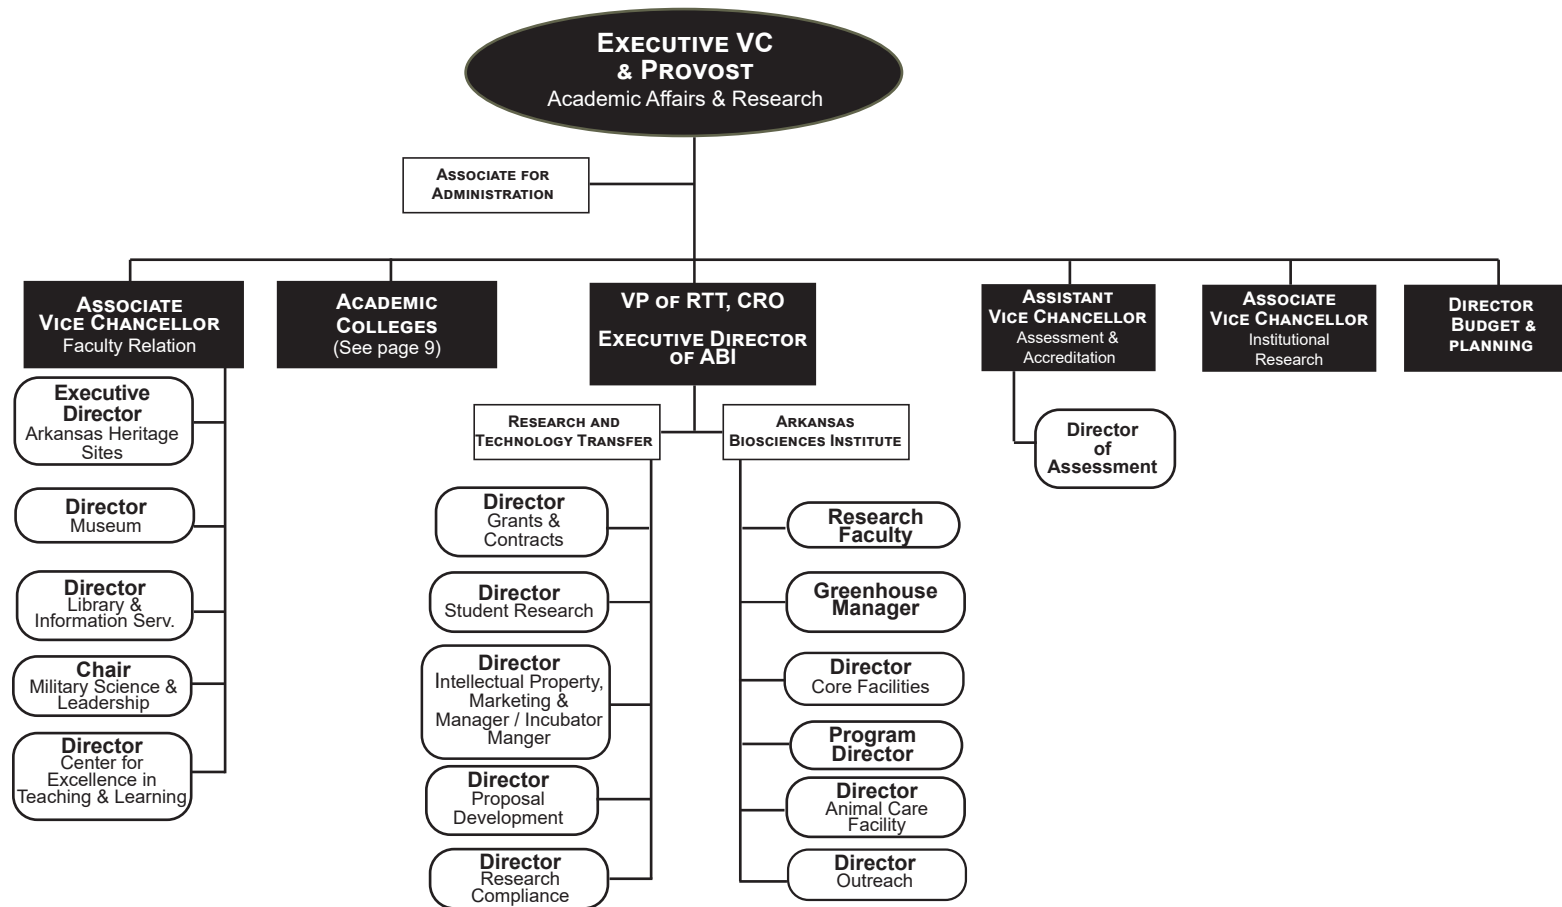 EXECUTIVE VC
& PROVOST
Academic Affairs & Research
ASSOCIATE FOR
ADMINISTRATION
ASSOCIATE
VICE CHANCELLOR
Faculty Relation
ACADEMIC
COLLEGES
(See page 9)
VP OF RTT, CRO
EXECUTIVE DIRECTOR
OF ABI
ASSISTANT
VICE CHANCELLOR
Assessment &
Accreditation
ASSOCIATE
VICE CHANCELLOR
Institutional
Research
DIRECTOR
BUDGET &
PLANNING
Executive
Director
Arkansas Heritage
Sites
Director
Museum
Director
Library &
Information Serv.
Chair
Military Science &
Leadership
Director
Center for
Excellence in
Teaching & Learning
RESEARCH AND
TECHNOLOGY TRANSFER
Director
Grants &
Contracts
Director
Student Research
Director
Intellectual Property,
Marketing &
Manager / Incubator
Manger
Director
Proposal
Development
Director
Research
Compliance
ARKANSAS
BIOSCIENCES INSTITUTE
Research
Faculty
Greenhouse
Manager
Director
Core Facilities
Program
Director
Director
Animal Care
Facility
Director
Outreach
Director
of
Assessment